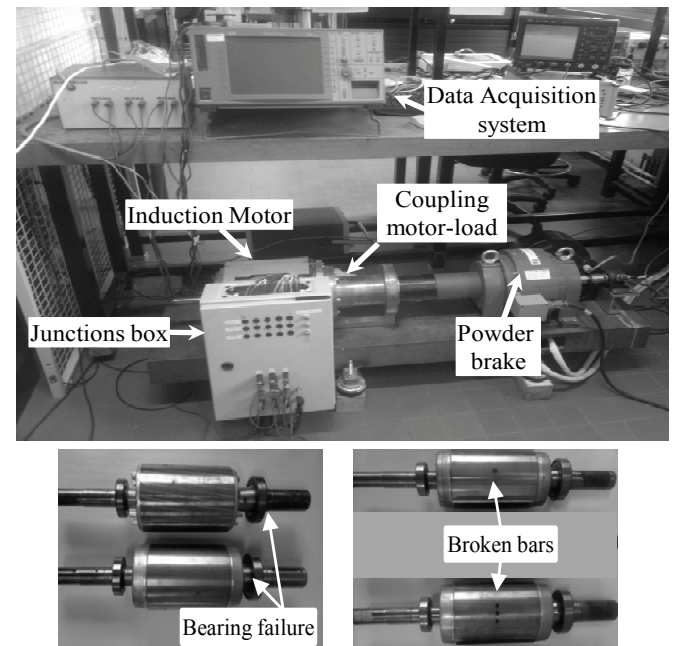 Data Acquisition
system
Induction Motor
Coupling
motor-load
Junctions box
Powder
brake
Bearing failure
Broken bars